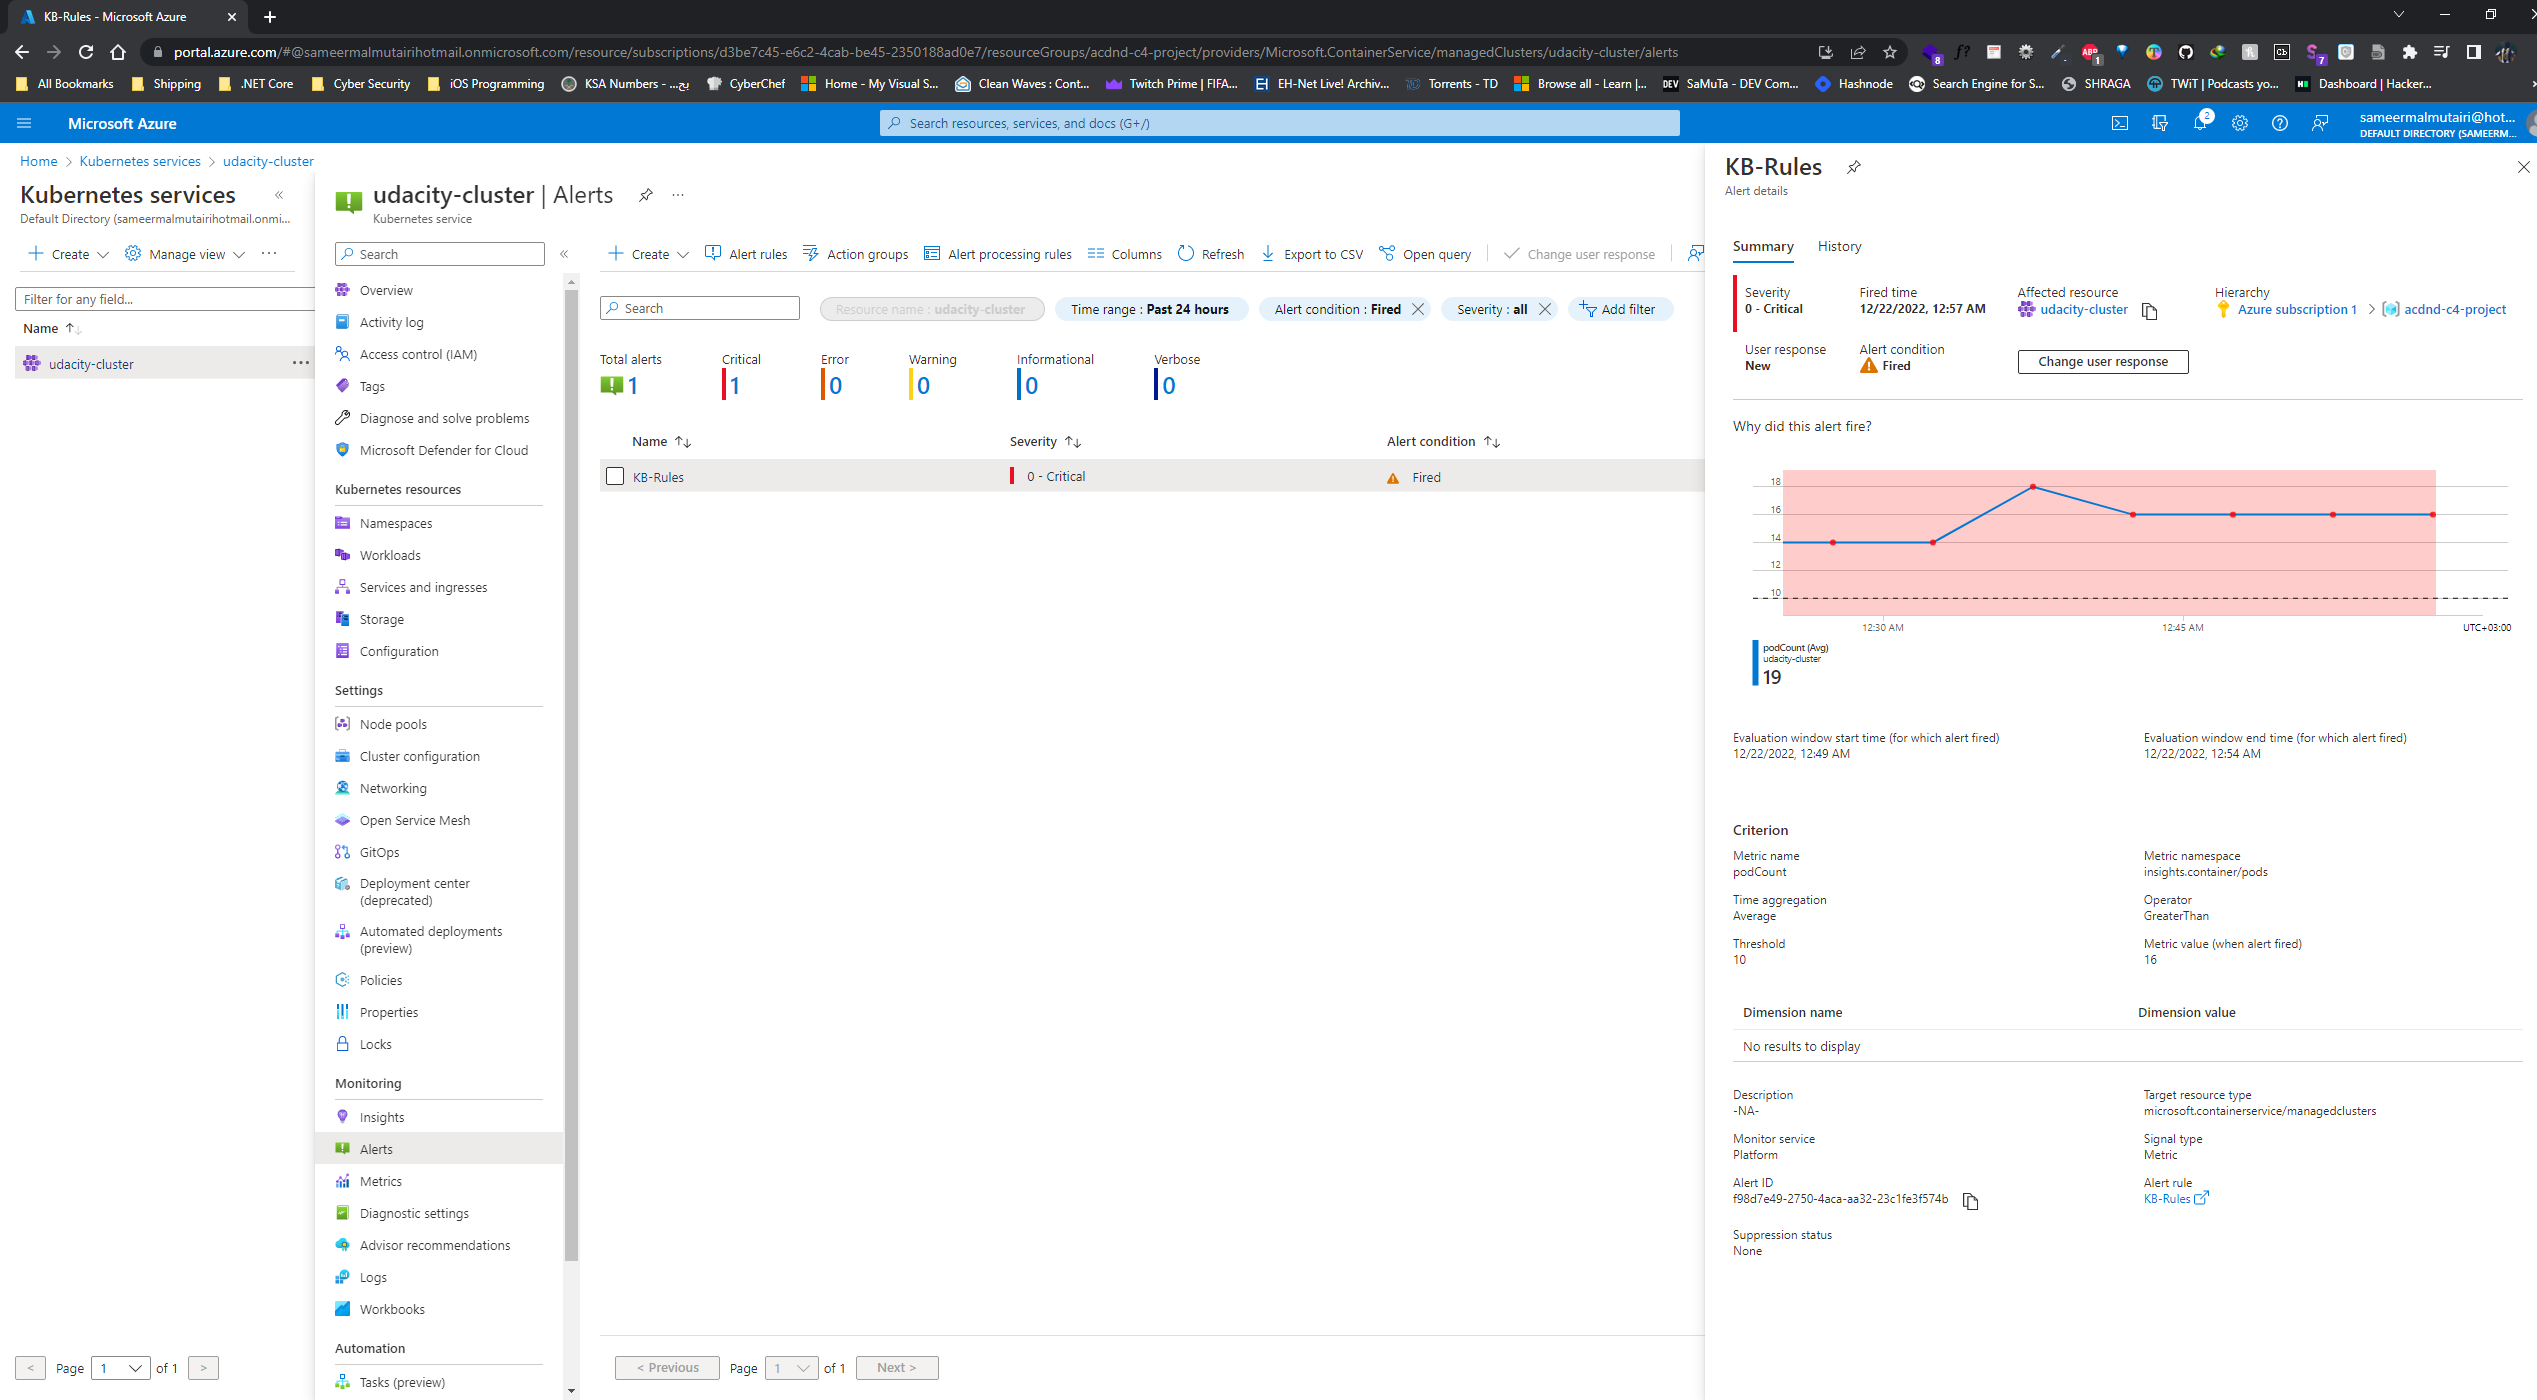 KB-Rules - Microsoft Azure
portal.azure.com/#@sameermalmutairihotmail.onmicrosoft.com/resource/subscriptions/d3be7c45-e6c2-4cab-be45-2350188ad0e7/resourceGroups/acdnd-c4-project/providers/Microsoft.ContainerService/managedClusters/udacity-cluster/alerts
All Bookmarks
Shipping
.NET Core
Cyber Security
iOS Programming
KSA Numbers - ...بح
CyberChef
Home - My Visual S...
Clean Waves : Cont...
Twitch Prime | FIFA...
EH-Net Live! Archiv...
Torrents - TD
Browse all - Learn |...
SaMuTa - DEV Com...
Hashnode
Search Engine for S...
SHRAGA
TWiT | Podcasts yo...
Dashboard | Hacker...
Microsoft Azure
Search resources, services, and docs (G+/)
2
sameermalmutairi@hot...
DEFAULT DIRECTORY (SAMEERM...
Home > Kubernetes services > udacity-cluster
Kubernetes services
Default Directory (sameermalmutairihotmail.onmi...
Create
Manage view
Filter for any field...
Name
udacity-cluster
< Page 1 of 1 >
udacity-cluster | Alerts
Kubernetes service
Search
Overview
Activity log
Access control (IAM)
Tags
Diagnose and solve problems
Microsoft Defender for Cloud
Kubernetes resources
Namespaces
Workloads
Services and ingresses
Storage
Configuration
Settings
Node pools
Cluster configuration
Networking
Open Service Mesh
GitOps
Deployment center
(deprecated)
Automated deployments
(preview)
Policies
Properties
Locks
Monitoring
Insights
Alerts
Metrics
Diagnostic settings
Advisor recommendations
Logs
Workbooks
Automation
Tasks (preview)
Create
Alert rules
Action groups
Alert processing rules
Columns
Refresh
Export to CSV
Open query
Change user response
Search
Resource name : udacity-cluster
Time range : Past 24 hours
Alert condition : Fired
Severity : all
Add filter
Total alerts
1
Critical
1
Error
0
Warning
0
Informational
0
Verbose
0
Name Severity Alert condition
KB-Rules 0 - Critical Fired
< Previous Page 1 of 1 Next >
KB-Rules
Alert details
Summary History
Severity
0 - Critical
Fired time
12/22/2022, 12:57 AM
Affected resource
udacity-cluster
Hierarchy
Azure subscription 1 > acdnd-c4-project
User response
New
Alert condition
Fired
Change user response
Why did this alert fire?
18
16
14
12
10
12:30 AM 12:45 AM UTC+03:00
podCount (Avg)
udacity-cluster
19
Evaluation window start time (for which alert fired)
12/22/2022, 12:49 AM
Evaluation window end time (for which alert fired)
12/22/2022, 12:54 AM
Criterion
Metric name
podCount
Metric namespace
insights.container/pods
Time aggregation
Average
Operator
GreaterThan
Threshold
10
Metric value (when alert fired)
16
Dimension name Dimension value
No results to display
Description
-NA-
Target resource type
microsoft.containerservice/managedclusters
Monitor service
Platform
Signal type
Metric
Alert ID
f98d7e49-2750-4aca-aa32-23c1fe3f574b
Alert rule
KB-Rules
Suppression status
None